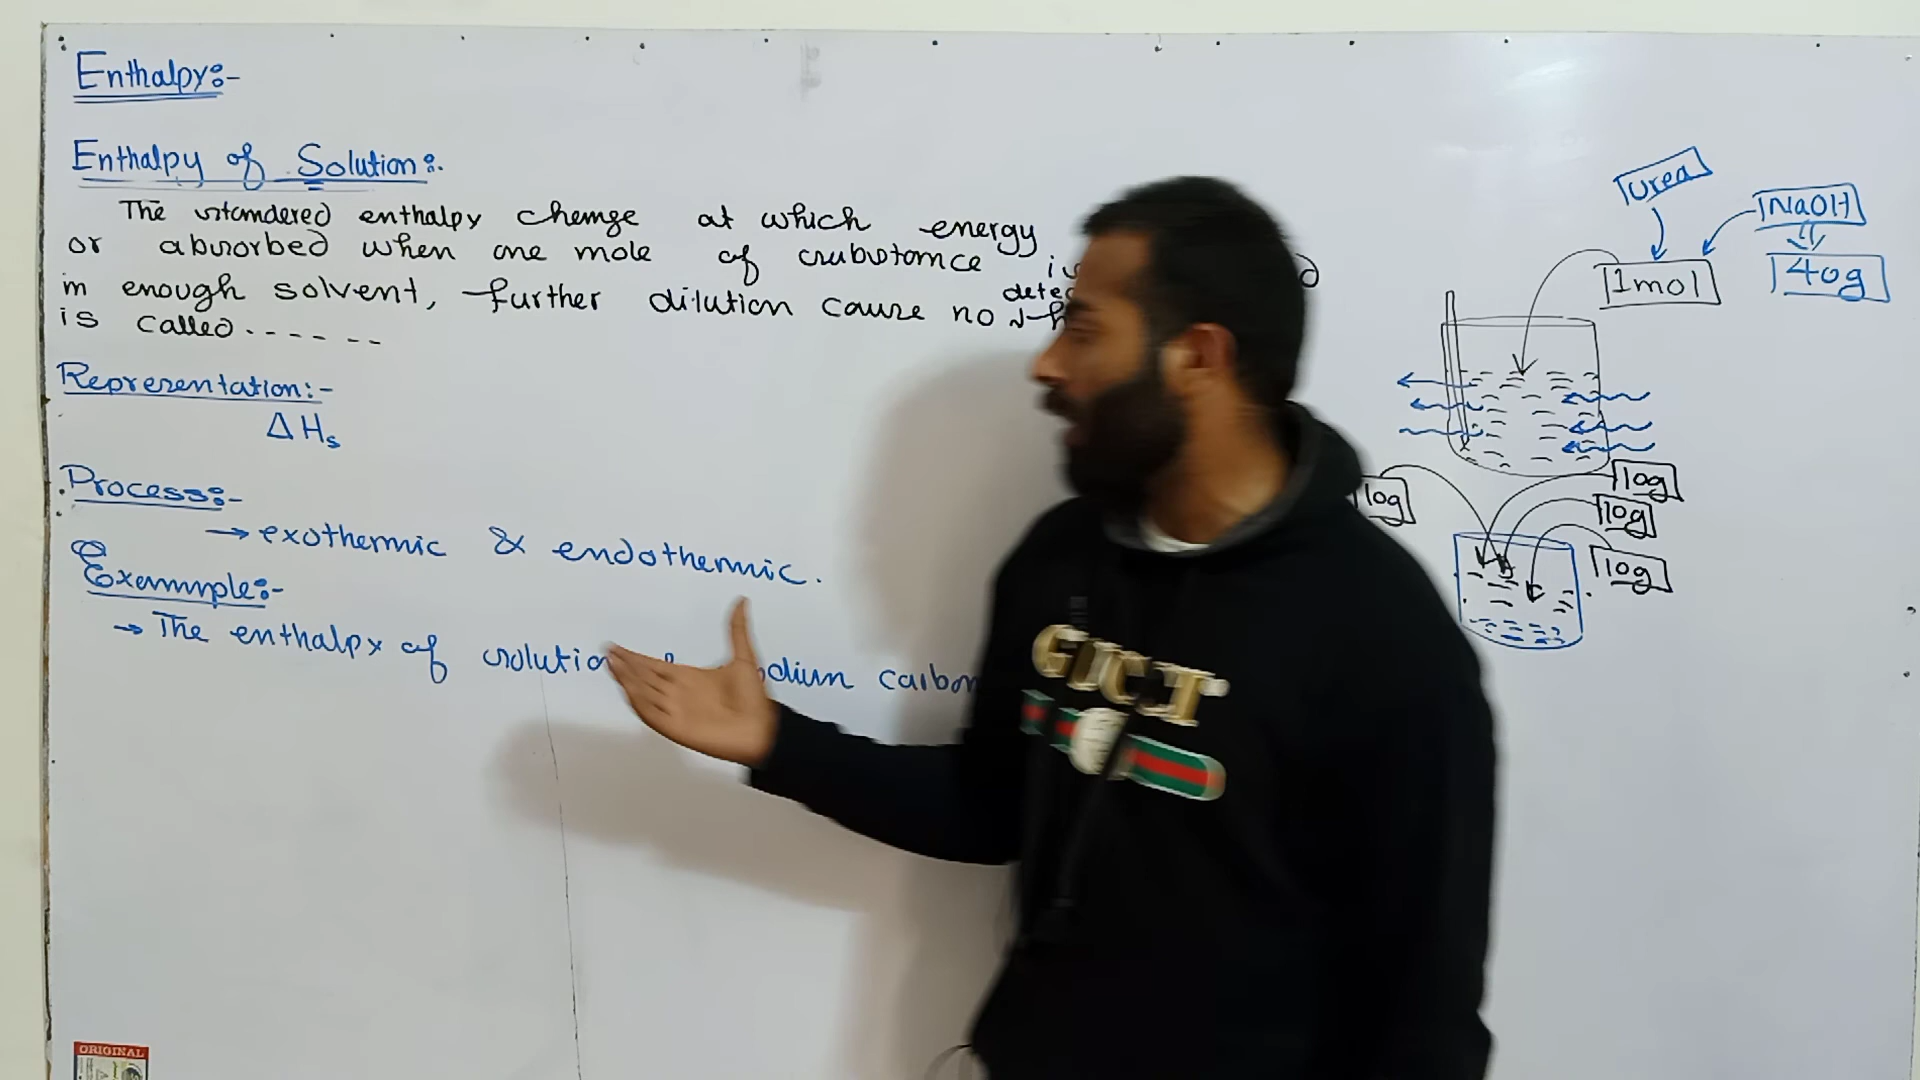 Enthalpy:-
Enthalpy of Solution:-
The standered enthalpy change at which energy
or absorbed when one mole of substance
in enough solvent, further dilution cause no
is called------
Representation:-
ΔHs
Process:-
→ exothermic & endothermic.
Example:-
→ The enthalpy of solution
urea
NaOH
1mol
40g
10g
10g
10g
10g
GUCCI
ORIGINAL